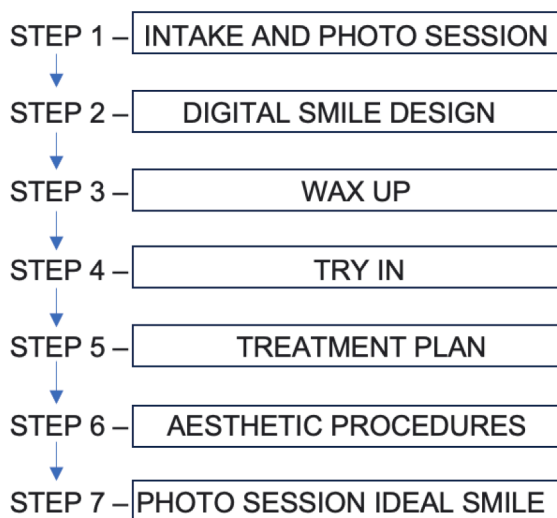 STEP 1 – INTAKE AND PHOTO SESSION
STEP 2 – DIGITAL SMILE DESIGN
STEP 3 – WAX UP
STEP 4 – TRY IN
STEP 5 – TREATMENT PLAN
STEP 6 – AESTHETIC PROCEDURES
STEP 7 – PHOTO SESSION IDEAL SMILE